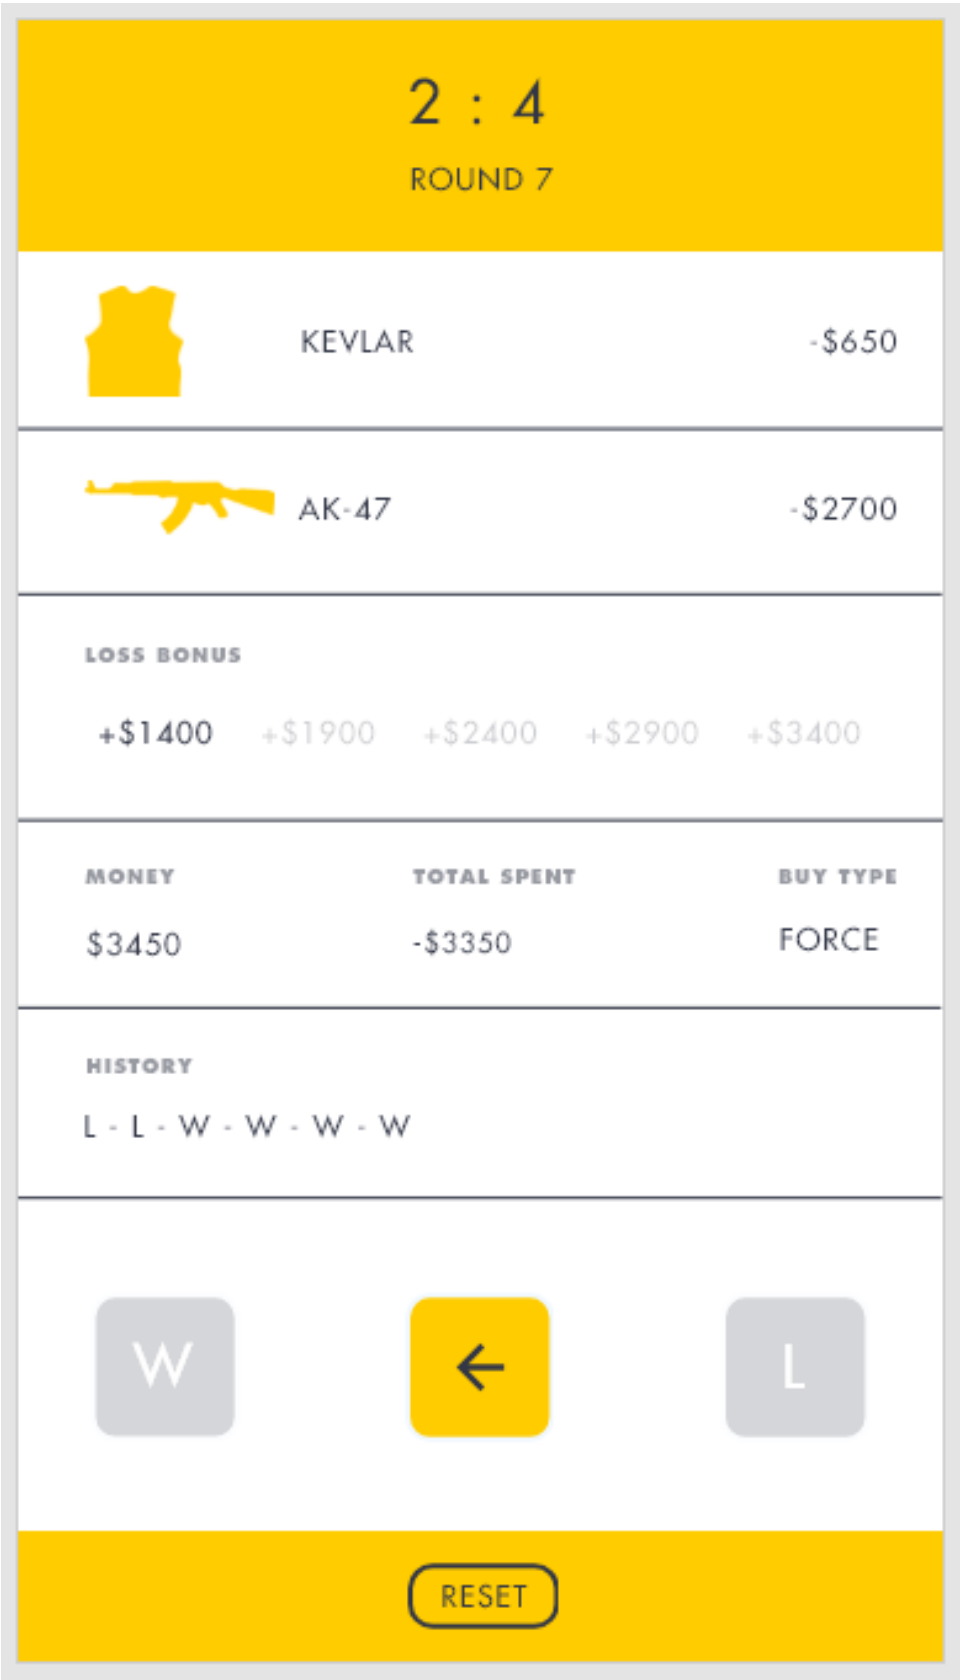 2 : 4
ROUND 7
KEVLAR -$650
AK-47 -$2700
LOSS BONUS
+$1400 +$1900 +$2400 +$2900 +$3400
MONEY TOTAL SPENT BUY TYPE
$3450 -$3350 FORCE
HISTORY
L - L - W - W - W - W
W L
RESET